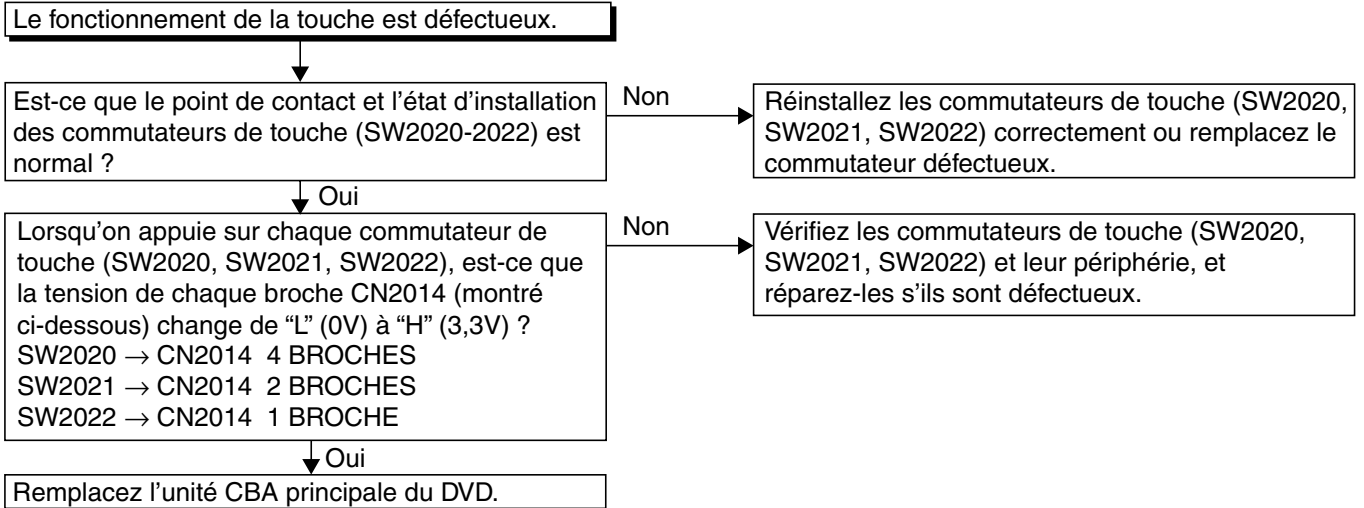 Le fonctionnement de la touche est défectueux.
Est-ce que le point de contact et l'état d'installation
des commutateurs de touche (SW2020-2022) est
normal ?
Non
Réinstallez les commutateurs de touche (SW2020,
SW2021, SW2022) correctement ou remplacez le
commutateur défectueux.
Oui
Lorsqu'on appuie sur chaque commutateur de
touche (SW2020, SW2021, SW2022), est-ce que
la tension de chaque broche CN2014 (montré
ci-dessous) change de “L” (0V) à “H” (3,3V) ?
SW2020 → CN2014 4 BROCHES
SW2021 → CN2014 2 BROCHES
SW2022 → CN2014 1 BROCHE
Non
Vérifiez les commutateurs de touche (SW2020,
SW2021, SW2022) et leur périphérie, et
réparez-les s'ils sont défectueux.
Oui
Remplacez l'unité CBA principale du DVD.